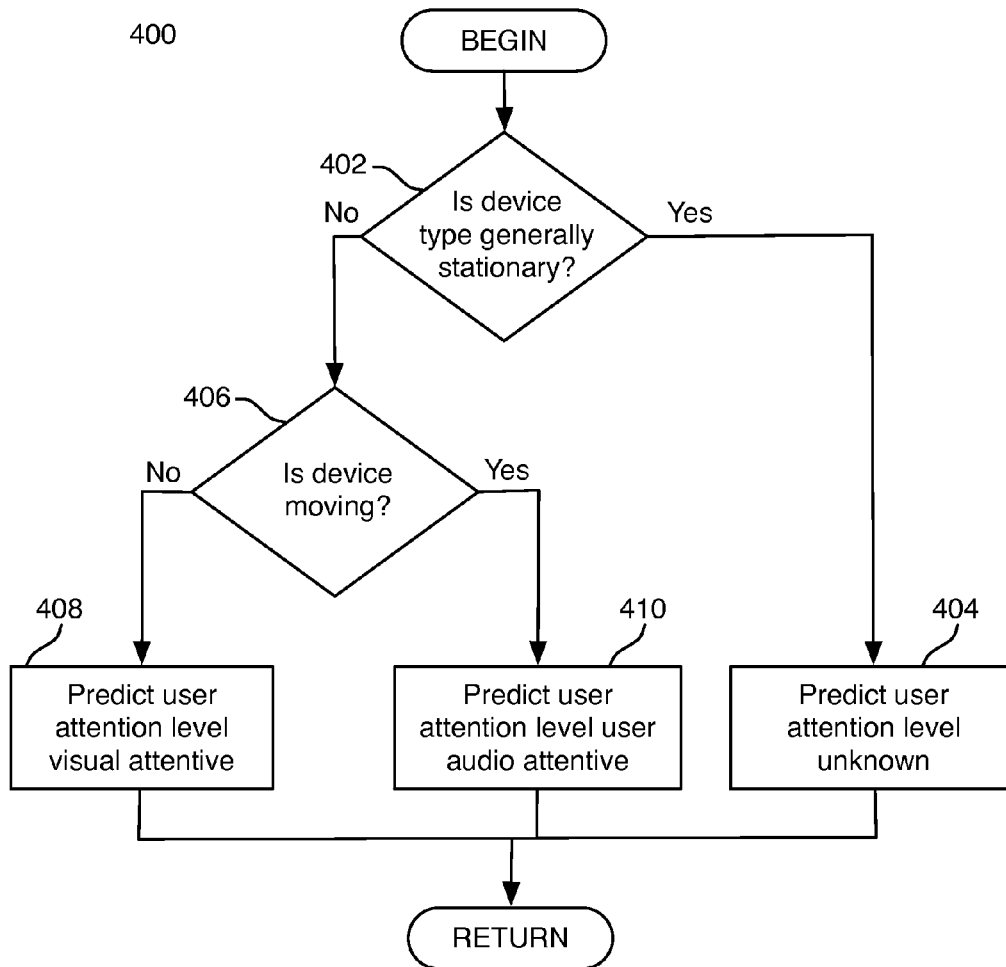 400
BEGIN
402
No
Is device
type generally
stationary?
Yes
406
No
Is device
moving?
Yes
408
Predict user
attention level
visual attentive
410
Predict user
attention level user
audio attentive
404
Predict user
attention level
unknown
RETURN